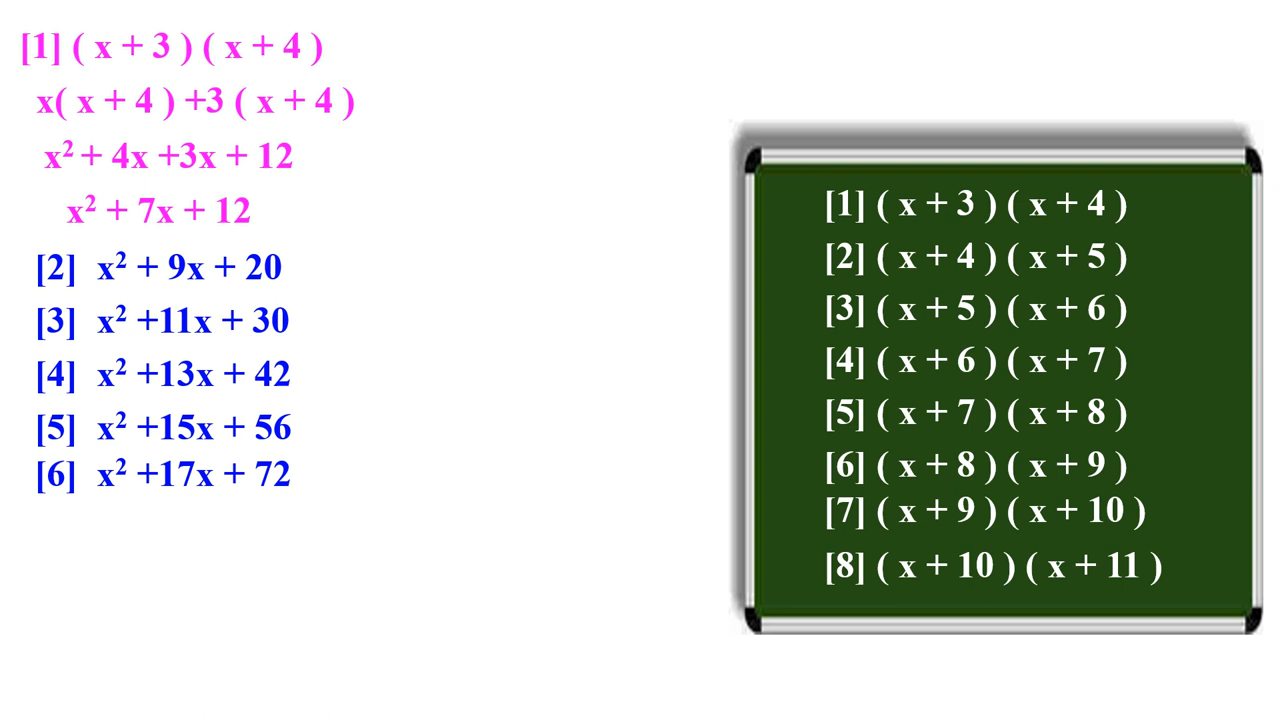 [1] ( x + 3 ) ( x + 4 )
x( x + 4 ) +3 ( x + 4 )
x² + 4x +3x + 12
x² + 7x + 12
[2] x² + 9x + 20
[3] x² +11x + 30
[4] x² +13x + 42
[5] x² +15x + 56
[6] x² +17x + 72
[1] ( x + 3 ) ( x + 4 )
[2] ( x + 4 ) ( x + 5 )
[3] ( x + 5 ) ( x + 6 )
[4] ( x + 6 ) ( x + 7 )
[5] ( x + 7 ) ( x + 8 )
[6] ( x + 8 ) ( x + 9 )
[7] ( x + 9 ) ( x + 10 )
[8] ( x + 10 ) ( x + 11 )